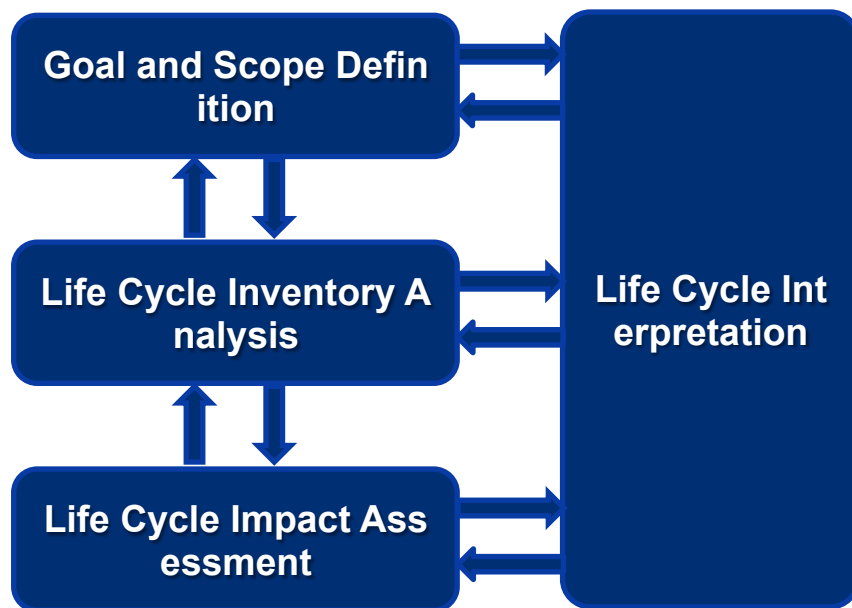 Goal and Scope Defin
ition
Life Cycle Inventory A
nalysis
Life Cycle Int
erpretation
Life Cycle Impact Ass
essment